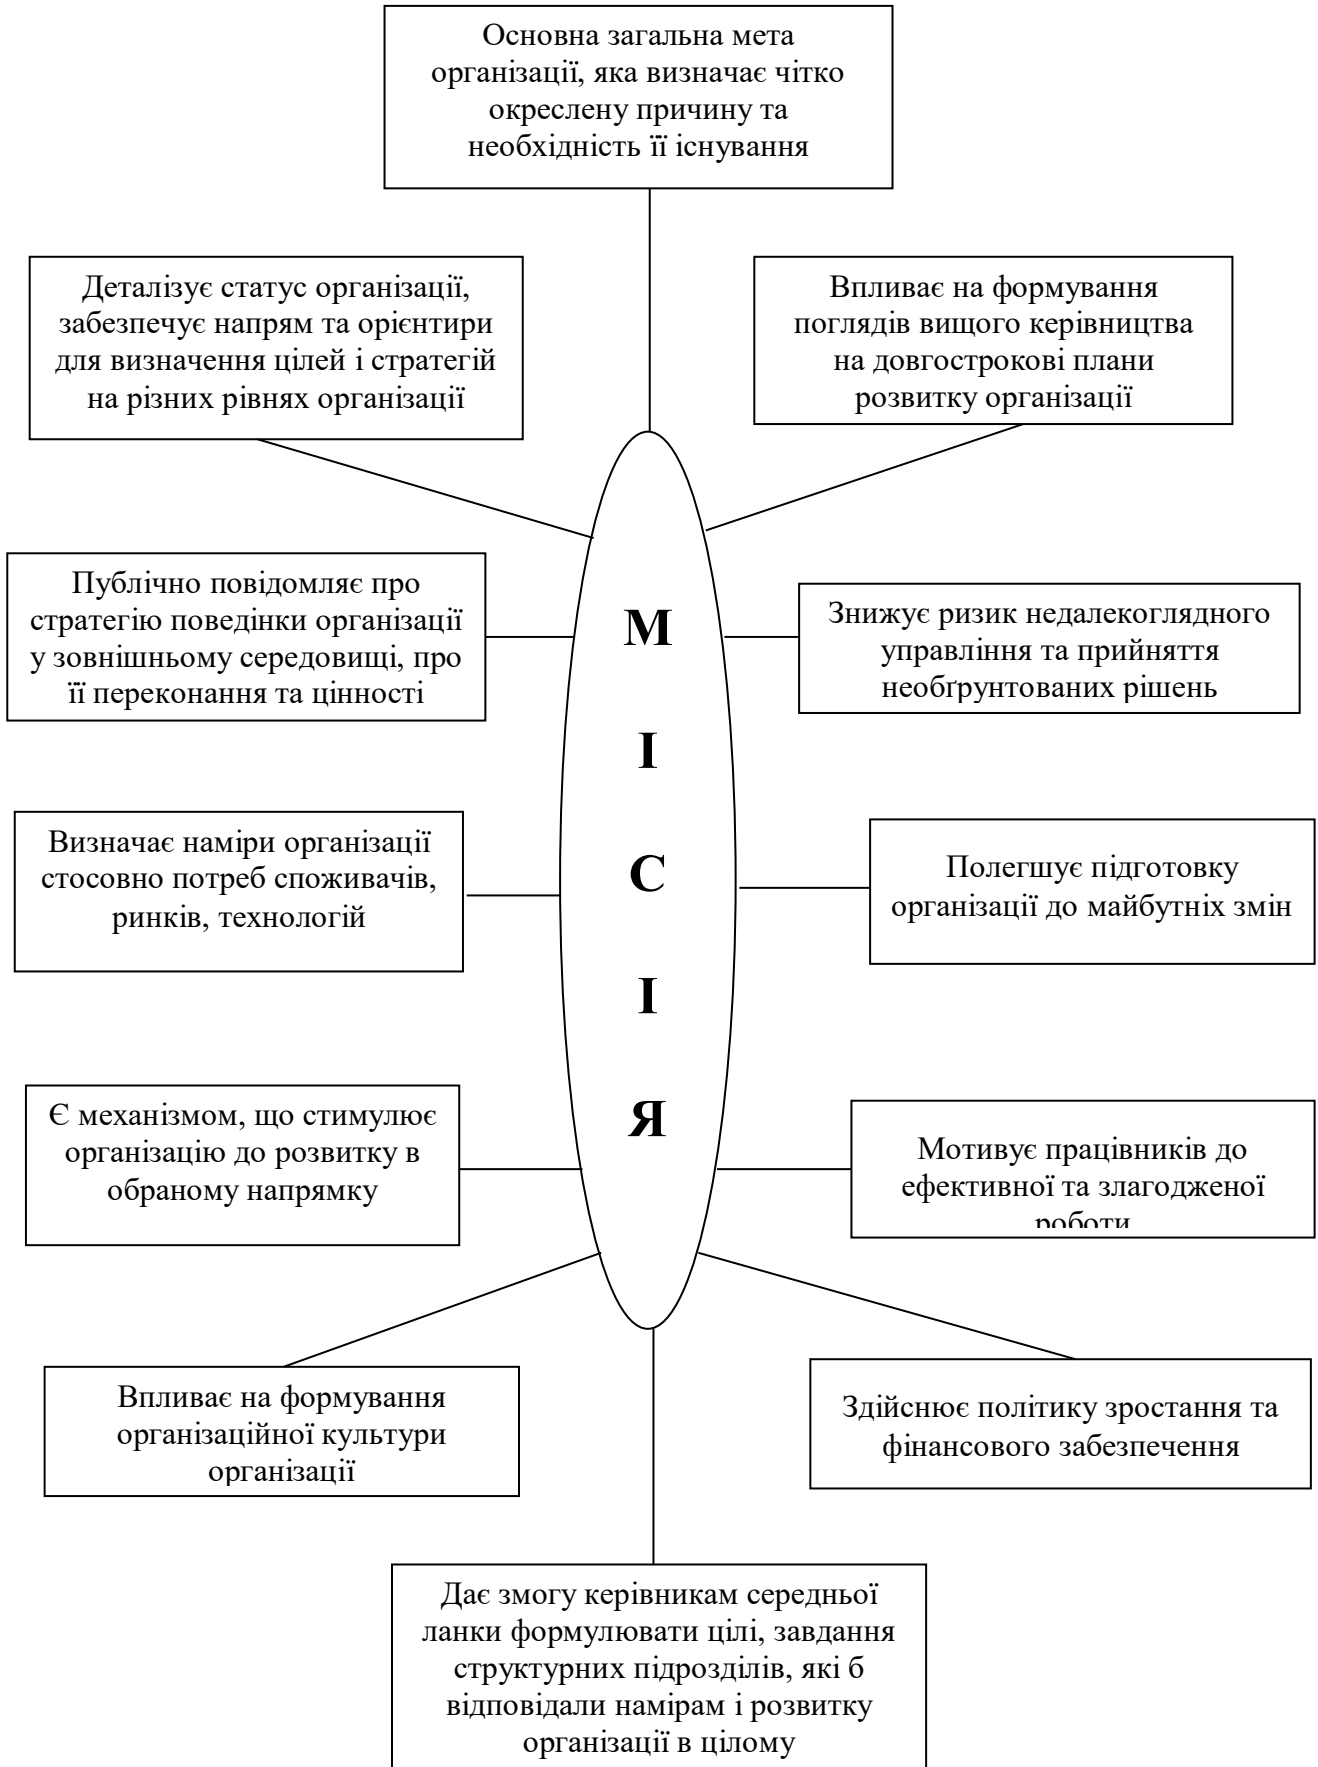 Основна загальна мета
організації, яка визначає чітко
окреслену причину та
необхідність її існування
Деталізує статус організації,
забезпечує напрям та орієнтири
для визначення цілей і стратегій
на різних рівнях організації
Впливає на формування
поглядів вищого керівництва
на довгострокові плани
розвитку організації
Публічно повідомляє про
стратегію поведінки організації
у зовнішньому середовищі, про
її переконання та цінності
М
І
С
І
Я
Знижує ризик недалекоглядного
управління та прийняття
необґрунтованих рішень
Визначає наміри організації
стосовно потреб споживачів,
ринків, технологій
Полегшує підготовку
організації до майбутніх змін
Є механізмом, що стимулює
організацію до розвитку в
обраному напрямку
Мотивує працівників до
ефективної та злагодженої
роботи
Впливає на формування
організаційної культури
організації
Здійснює політику зростання та
фінансового забезпечення
Дає змогу керівникам середньої
ланки формулювати цілі, завдання
структурних підрозділів, які б
відповідали намірам і розвитку
організації в цілому